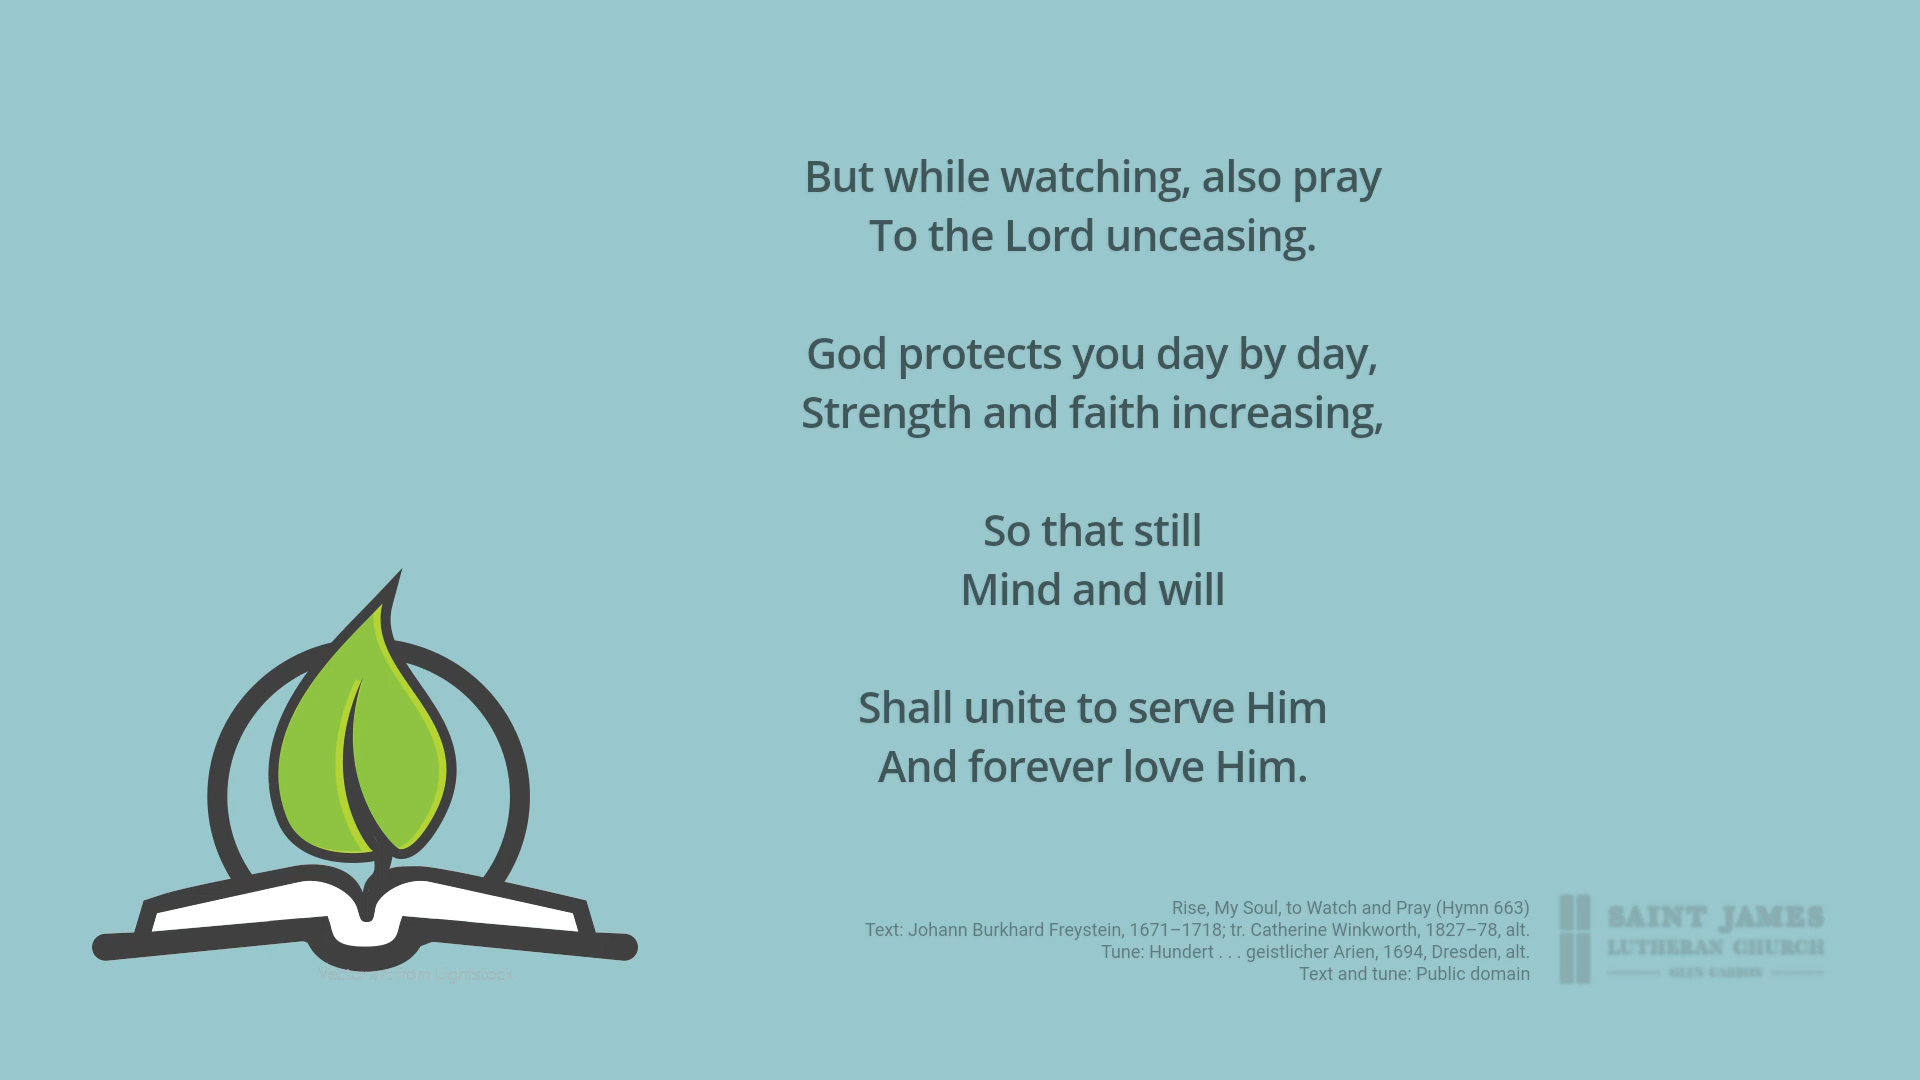 But while watching, also pray
To the Lord unceasing.
God protects you day by day,
Strength and faith increasing,
So that still
Mind and will
Shall unite to serve Him
And forever love Him.
Rise, My Soul, to Watch and Pray (Hymn 663)
Text: Johann Burkhard Freystein, 1671–1718; tr. Catherine Winkworth, 1827–78, alt.
Tune: Hundert . . . geistlicher Arien, 1694, Dresden, alt.
Text and tune: Public domain
SAINT JAMES
LUTHERAN CHURCH
GLEN CARBON